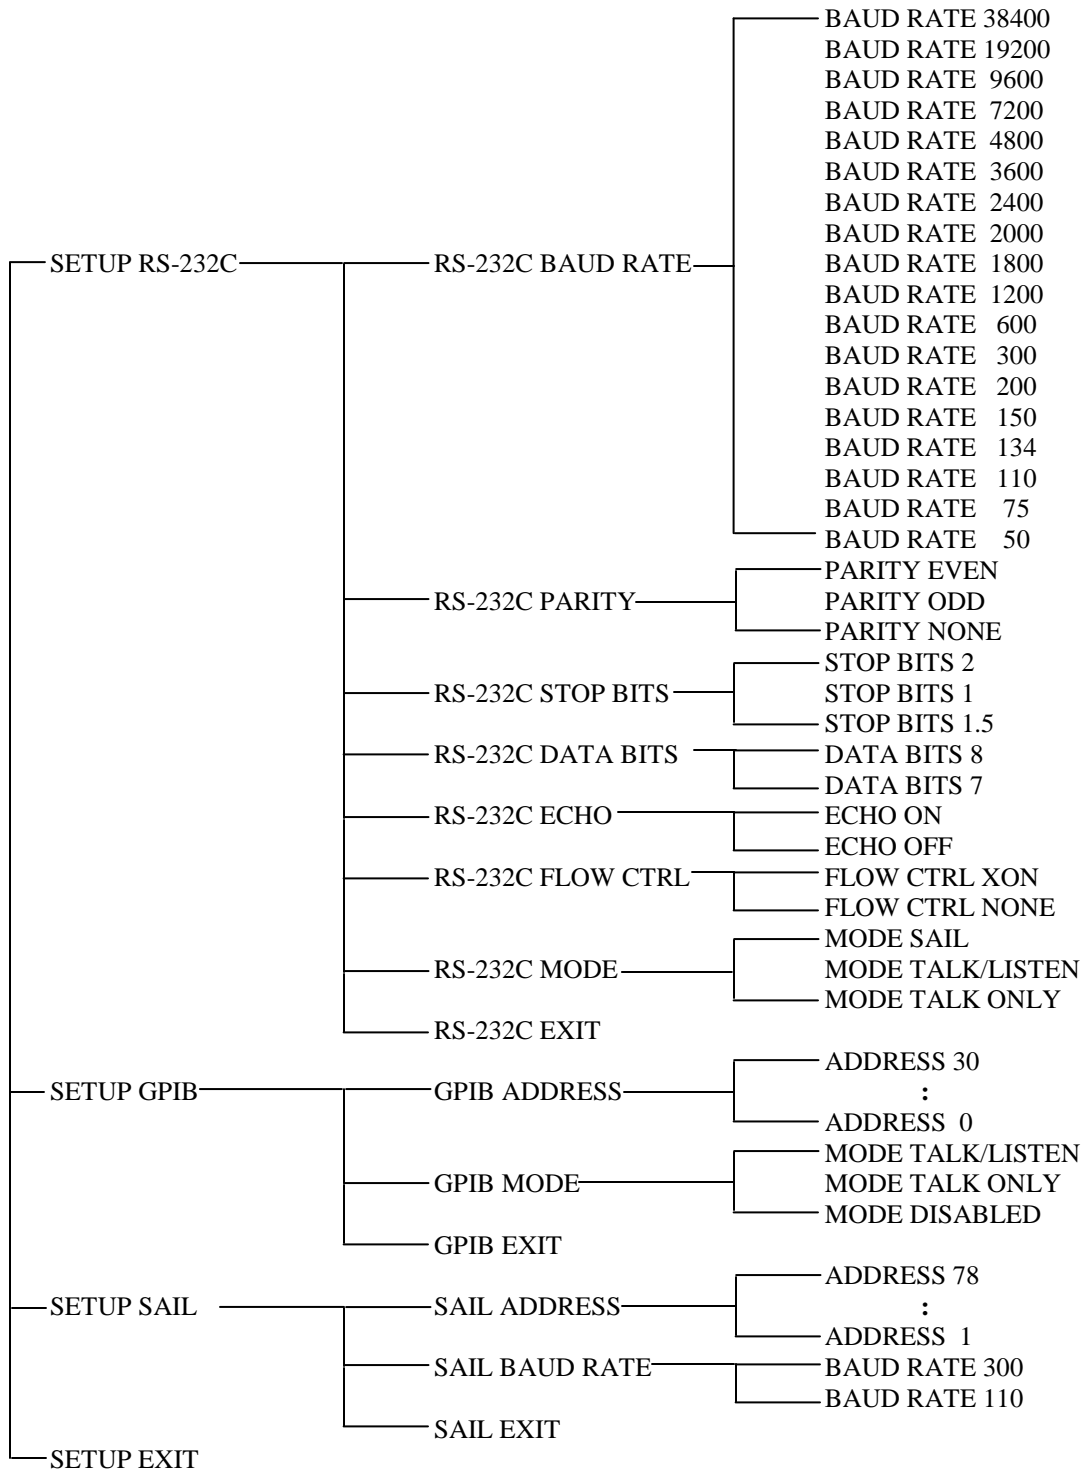 BAUD RATE 38400
BAUD RATE 19200
BAUD RATE 9600
BAUD RATE 7200
BAUD RATE 4800
BAUD RATE 3600
BAUD RATE 2400
BAUD RATE 2000
SETUP RS-232C RS-232C BAUD RATE BAUD RATE 1800
BAUD RATE 1200
BAUD RATE 600
BAUD RATE 300
BAUD RATE 200
BAUD RATE 150
BAUD RATE 134
BAUD RATE 110
BAUD RATE 75
BAUD RATE 50
PARITY EVEN
RS-232C PARITY PARITY ODD
PARITY NONE
STOP BITS 2
RS-232C STOP BITS STOP BITS 1
STOP BITS 1.5
RS-232C DATA BITS DATA BITS 8
DATA BITS 7
RS-232C ECHO ECHO ON
ECHO OFF
RS-232C FLOW CTRL FLOW CTRL XON
FLOW CTRL NONE
MODE SAIL
RS-232C MODE MODE TALK/LISTEN
MODE TALK ONLY
RS-232C EXIT
ADDRESS 30
SETUP GPIB GPIB ADDRESS :
ADDRESS 0
MODE TALK/LISTEN
GPIB MODE MODE TALK ONLY
MODE DISABLED
GPIB EXIT
ADDRESS 78
SETUP SAIL SAIL ADDRESS :
ADDRESS 1
SAIL BAUD RATE BAUD RATE 300
BAUD RATE 110
SAIL EXIT
SETUP EXIT